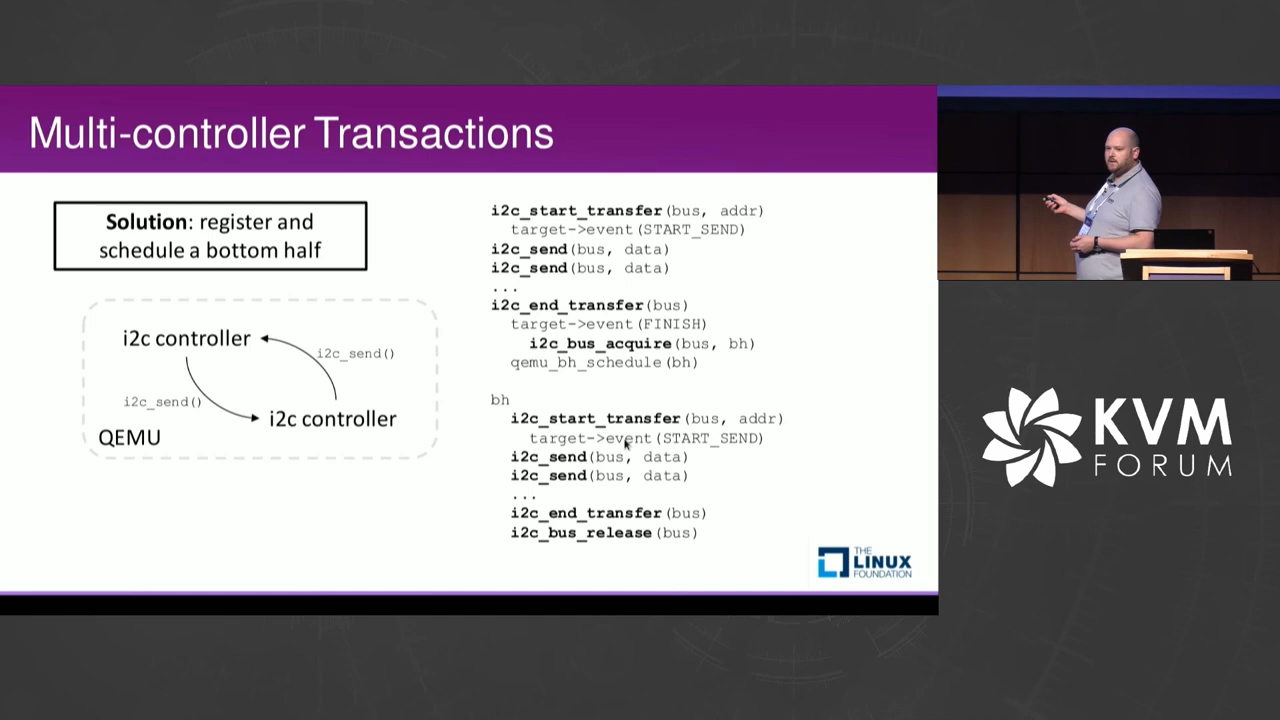 Multi-controller Transactions
Solution: register and
schedule a bottom half
i2c controller
i2c_send()
i2c_send()
i2c controller
QEMU
i2c_start_transfer(bus, addr)
target->event(START_SEND)
i2c_send(bus, data)
i2c_send(bus, data)
...
i2c_end_transfer(bus)
target->event(FINISH)
i2c_bus_acquire(bus, bh)
qemu_bh_schedule(bh)
bh
i2c_start_transfer(bus, addr)
target->event(START_SEND)
i2c_send(bus, data)
i2c_send(bus, data)
...
i2c_end_transfer(bus)
i2c_bus_release(bus)
THE
LINUX
FOUNDATION
KVM
FORUM